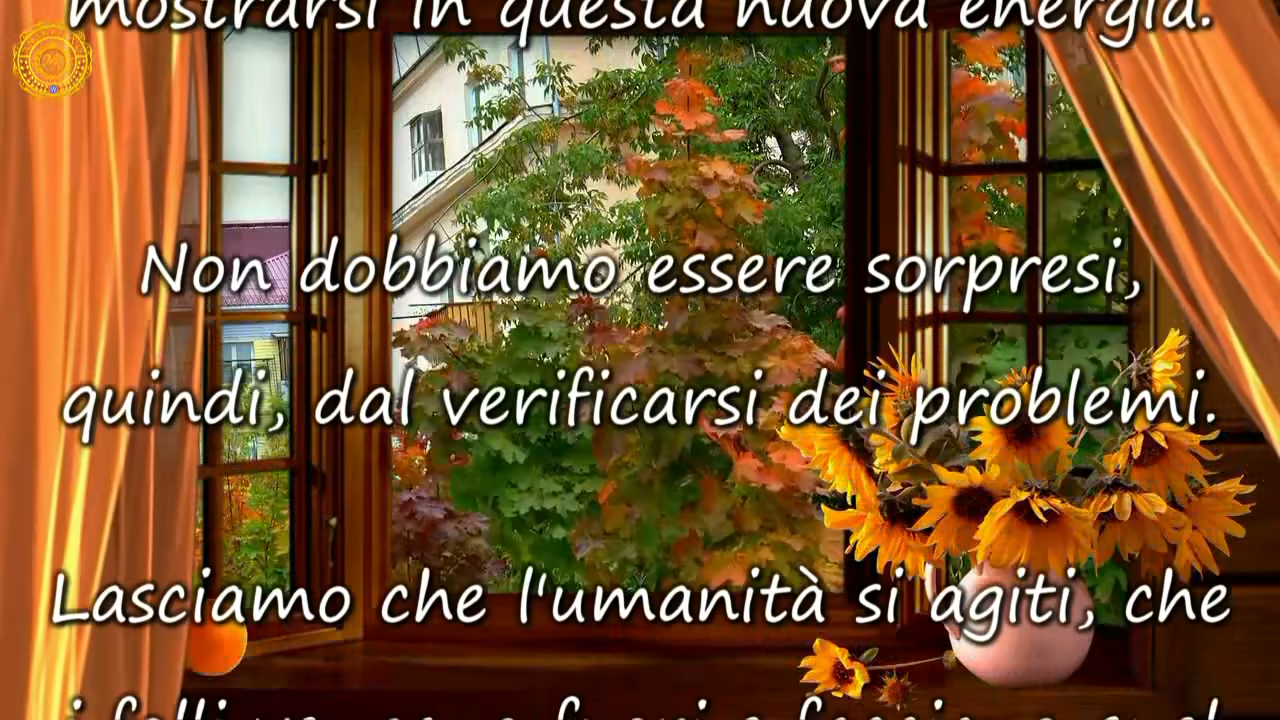 mostrarsi in questa nuova energia.
Non dobbiamo essere sorpresi,
quindi, dal verificarsi dei problemi.
Lasciamo che l'umanità si agiti, che